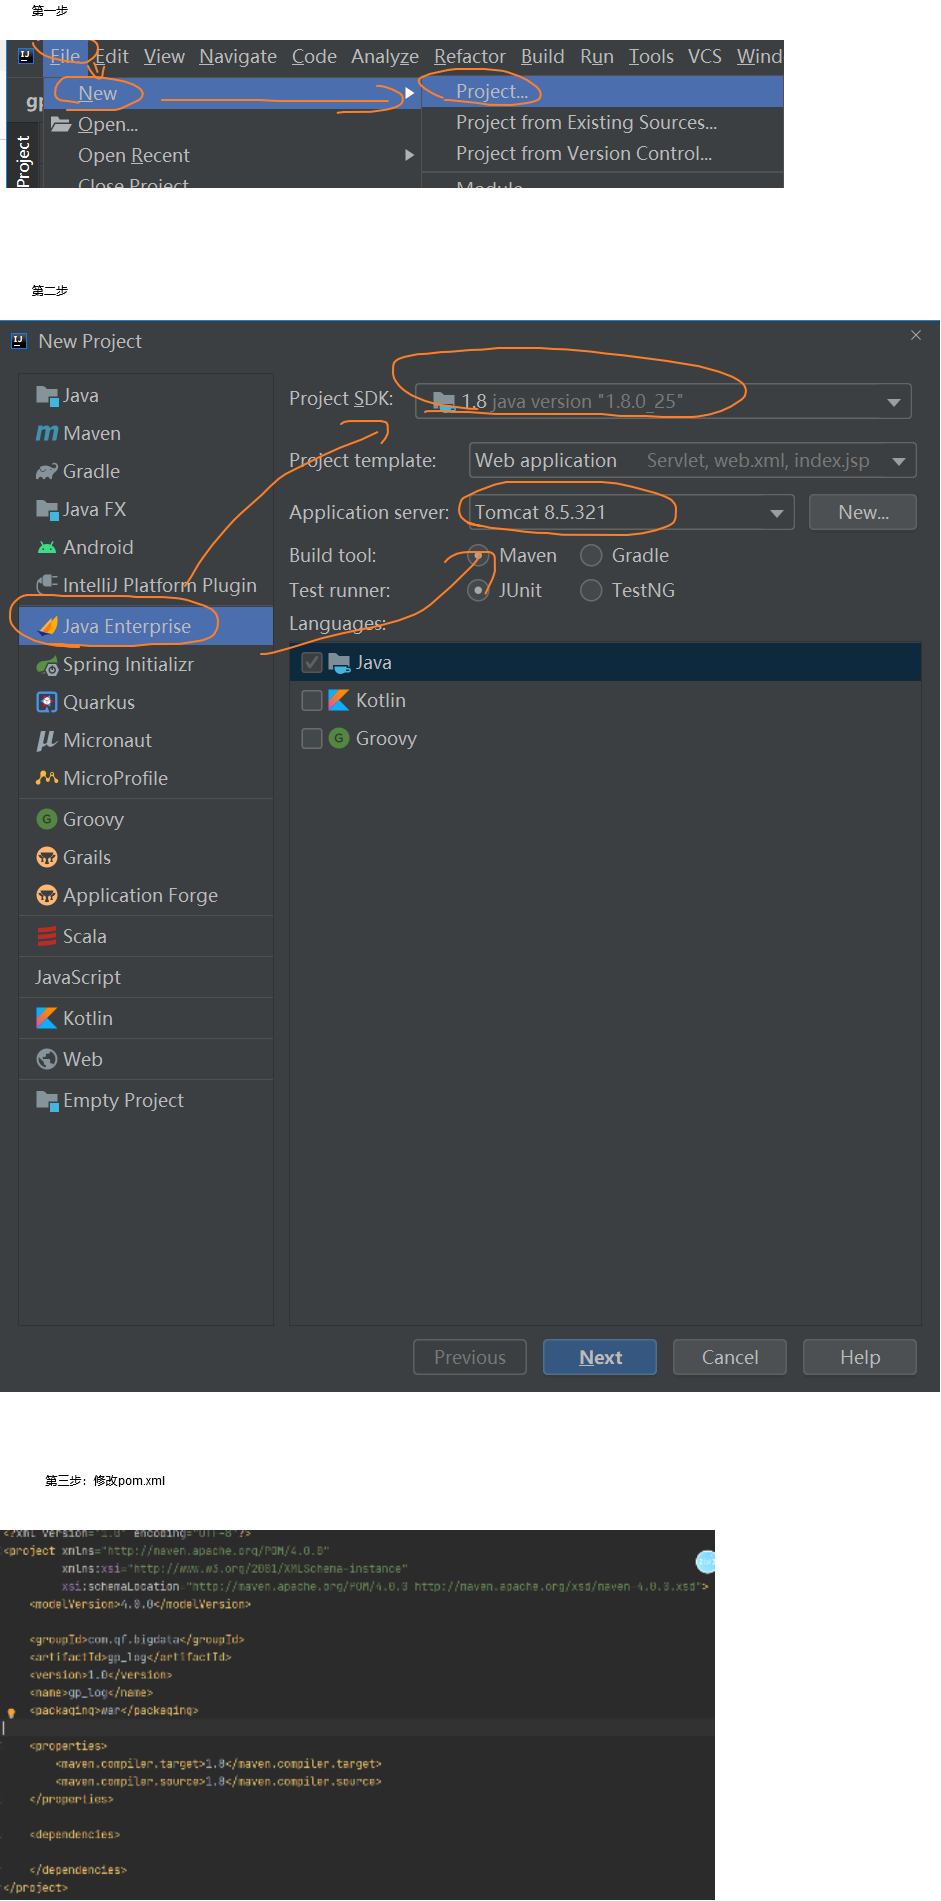 第一步
File Edit View Navigate Code Analyze Refactor Build Run Tools VCS Wind
gp New Project...
Open... Project from Existing Sources...
Open Recent Project from Version Control...
Close Project Module
Project
第二步
New Project
Java
Maven
Gradle
Java FX
Android
IntelliJ Platform Plugin
Java Enterprise
Spring Initializr
Quarkus
Micronaut
MicroProfile
Groovy
Grails
Application Forge
Scala
JavaScript
Kotlin
Web
Empty Project
Project SDK: 1.8 java version "1.8.0_25"
Project template: Web application Servlet, web.xml, index.jsp
Application server: Tomcat 8.5.321 New...
Build tool: Maven Gradle
Test runner: JUnit TestNG
Languages:
Java
Kotlin
Groovy
Previous Next Cancel Help
第三步：修改pom.xml
<?xml version="1.0" encoding="UTF-8"?>
<project xmlns="http://maven.apache.org/POM/4.0.0"
xmlns:xsi="http://www.w3.org/2001/XMLSchema-instance"
xsi:schemaLocation="http://maven.apache.org/POM/4.0.0 http://maven.apache.org/xsd/maven-4.0.0.xsd">
<modelVersion>4.0.0</modelVersion>
<groupId>com.qf.bigdata</groupId>
<artifactId>gp_log</artifactId>
<version>1.0</version>
<name>gp_log</name>
<packaging>war</packaging>
<properties>
<maven.compiler.target>1.8</maven.compiler.target>
<maven.compiler.source>1.8</maven.compiler.source>
</properties>
<dependencies>
</dependencies>
</project>